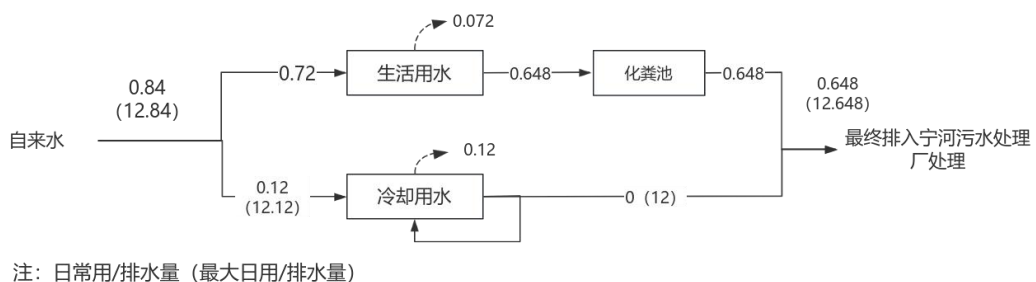 0.072
0.72
生活用水
0.648
化粪池
0.648
0.84
(12.84)
0.648
(12.648)
自来水
最终排入宁河污水处理
厂处理
0.12
0.12
(12.12)
冷却用水
0（12）
注：日常用/排水量（最大日用/排水量）